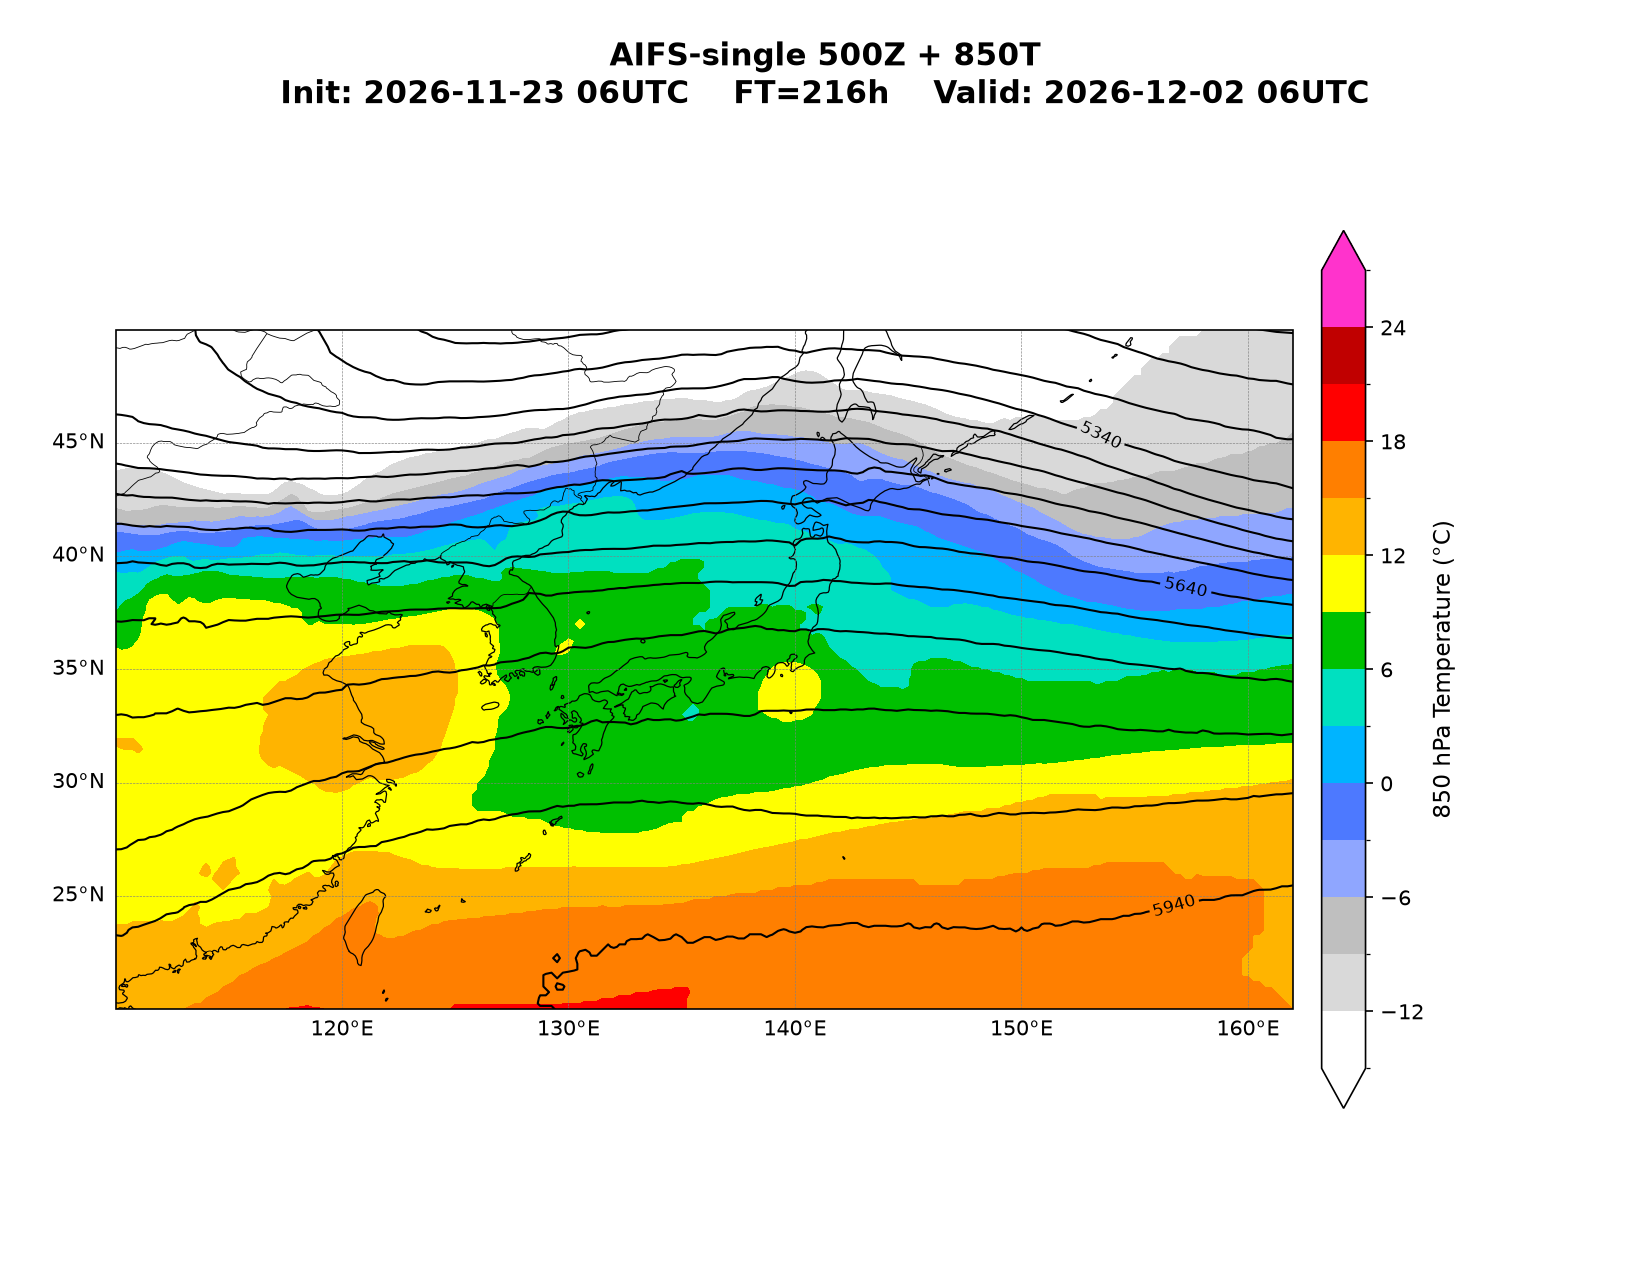 AIFS-single 500Z + 850T
Init: 2026-11-23 06UTC    FT=216h    Valid: 2026-12-02 06UTC
45°N
40°N
35°N
30°N
25°N
120°E
130°E
140°E
150°E
160°E
5340
5640
5940
24
18
12
6
0
−6
−12
850 hPa Temperature (°C)